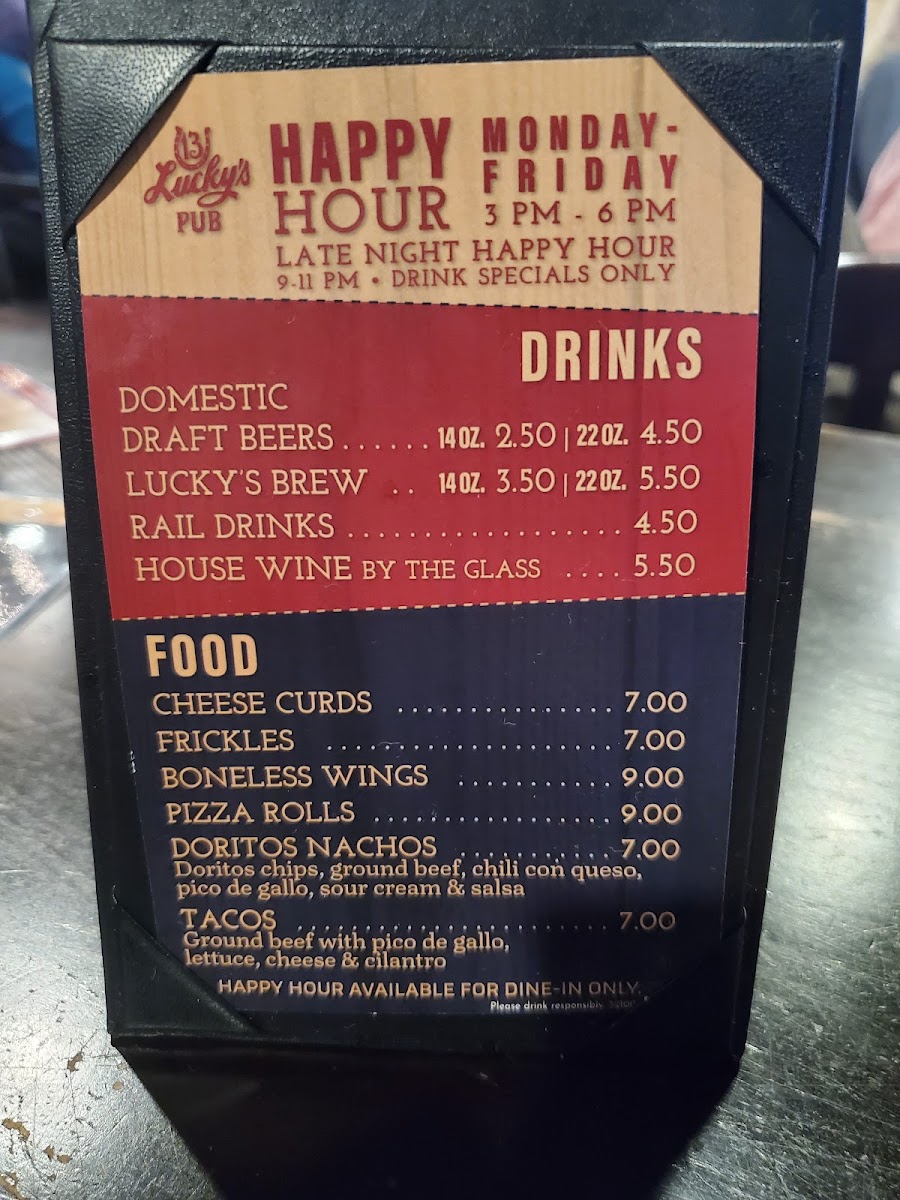 13
Lucky's
PUB
HAPPY
HOUR
MONDAY-
FRIDAY
3 PM - 6 PM
LATE NIGHT HAPPY HOUR
9-11 PM • DRINK SPECIALS ONLY
DRINKS
DOMESTIC
DRAFT BEERS ...... 14 OZ. 2.50 | 22 OZ. 4.50
LUCKY'S BREW .. 14 OZ. 3.50 | 22 OZ. 5.50
RAIL DRINKS ................... 4.50
HOUSE WINE BY THE GLASS .... 5.50
FOOD
CHEESE CURDS ............... 7.00
FRICKLES .................... 7.00
BONELESS WINGS ........... 9.00
PIZZA ROLLS ................. 9.00
DORITOS NACHOS ........... 7.00
Doritos chips, ground beef, chili con queso,
pico de gallo, sour cream & salsa
TACOS ...................... 7.00
Ground beef with pico de gallo,
lettuce, cheese & cilantro
HAPPY HOUR AVAILABLE FOR DINE-IN ONLY.
Please drink responsibly.